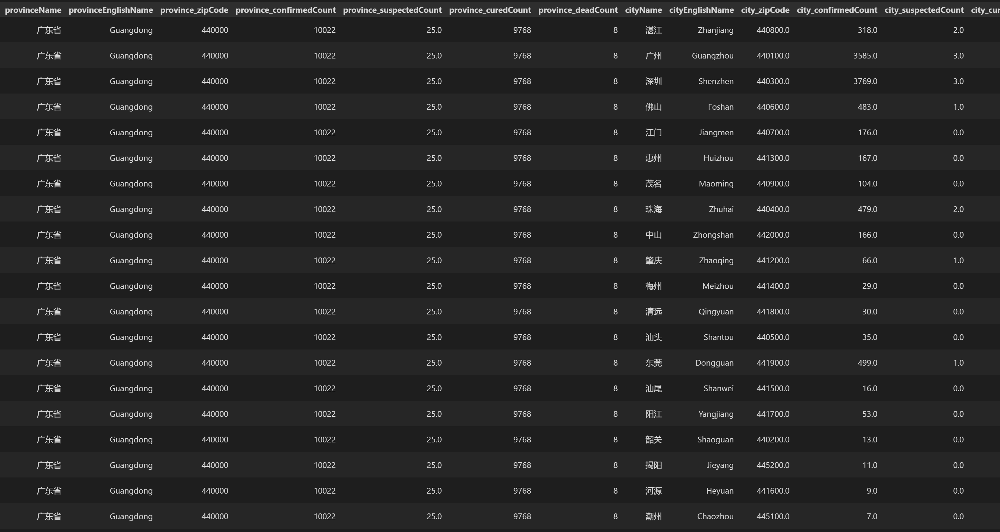 provinceName provinceEnglishName province_zipCode province_confirmedCount province_suspectedCount province_curedCount province_deadCount cityName cityEnglishName city_zipCode city_confirmedCount city_suspectedCount city_cur
广东省 Guangdong 440000 10022 25.0 9768 8 湛江 Zhanjiang 440800.0 318.0 2.0
广东省 Guangdong 440000 10022 25.0 9768 8 广州 Guangzhou 440100.0 3585.0 3.0
广东省 Guangdong 440000 10022 25.0 9768 8 深圳 Shenzhen 440300.0 3769.0 3.0
广东省 Guangdong 440000 10022 25.0 9768 8 佛山 Foshan 440600.0 483.0 1.0
广东省 Guangdong 440000 10022 25.0 9768 8 江门 Jiangmen 440700.0 176.0 0.0
广东省 Guangdong 440000 10022 25.0 9768 8 惠州 Huizhou 441300.0 167.0 0.0
广东省 Guangdong 440000 10022 25.0 9768 8 茂名 Maoming 440900.0 104.0 0.0
广东省 Guangdong 440000 10022 25.0 9768 8 珠海 Zhuhai 440400.0 479.0 2.0
广东省 Guangdong 440000 10022 25.0 9768 8 中山 Zhongshan 442000.0 166.0 0.0
广东省 Guangdong 440000 10022 25.0 9768 8 肇庆 Zhaoqing 441200.0 66.0 1.0
广东省 Guangdong 440000 10022 25.0 9768 8 梅州 Meizhou 441400.0 29.0 0.0
广东省 Guangdong 440000 10022 25.0 9768 8 清远 Qingyuan 441800.0 30.0 0.0
广东省 Guangdong 440000 10022 25.0 9768 8 汕头 Shantou 440500.0 35.0 0.0
广东省 Guangdong 440000 10022 25.0 9768 8 东莞 Dongguan 441900.0 499.0 1.0
广东省 Guangdong 440000 10022 25.0 9768 8 汕尾 Shanwei 441500.0 16.0 0.0
广东省 Guangdong 440000 10022 25.0 9768 8 阳江 Yangjiang 441700.0 53.0 0.0
广东省 Guangdong 440000 10022 25.0 9768 8 韶关 Shaoguan 440200.0 13.0 0.0
广东省 Guangdong 440000 10022 25.0 9768 8 揭阳 Jieyang 445200.0 11.0 0.0
广东省 Guangdong 440000 10022 25.0 9768 8 河源 Heyuan 441600.0 9.0 0.0
广东省 Guangdong 440000 10022 25.0 9768 8 潮州 Chaozhou 445100.0 7.0 0.0